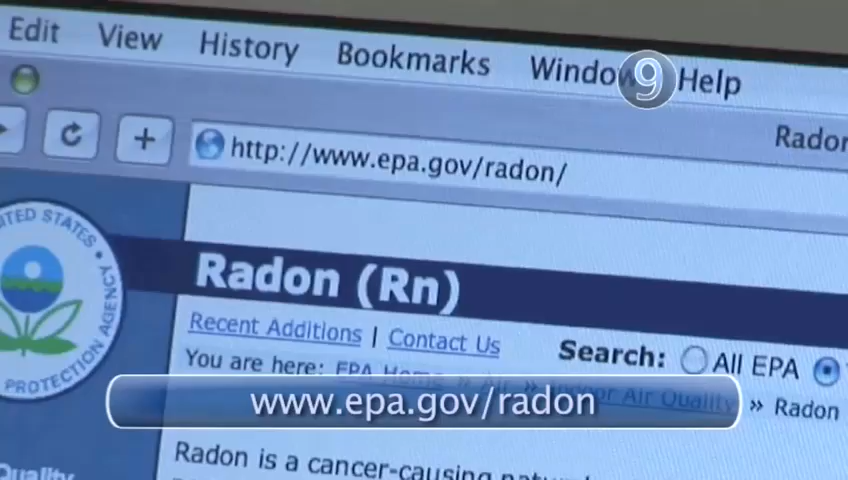 Edit View History Bookmarks Window Help
9
Radon
http://www.epa.gov/radon/
UNITED STATES • PROTECTION AGENCY
Radon (Rn)
Recent Additions | Contact Us
Search: All EPA
You are here: EPA Home » Air » Indoor Air Quality » Radon
www.epa.gov/radon
Radon is a cancer-causing
Quality